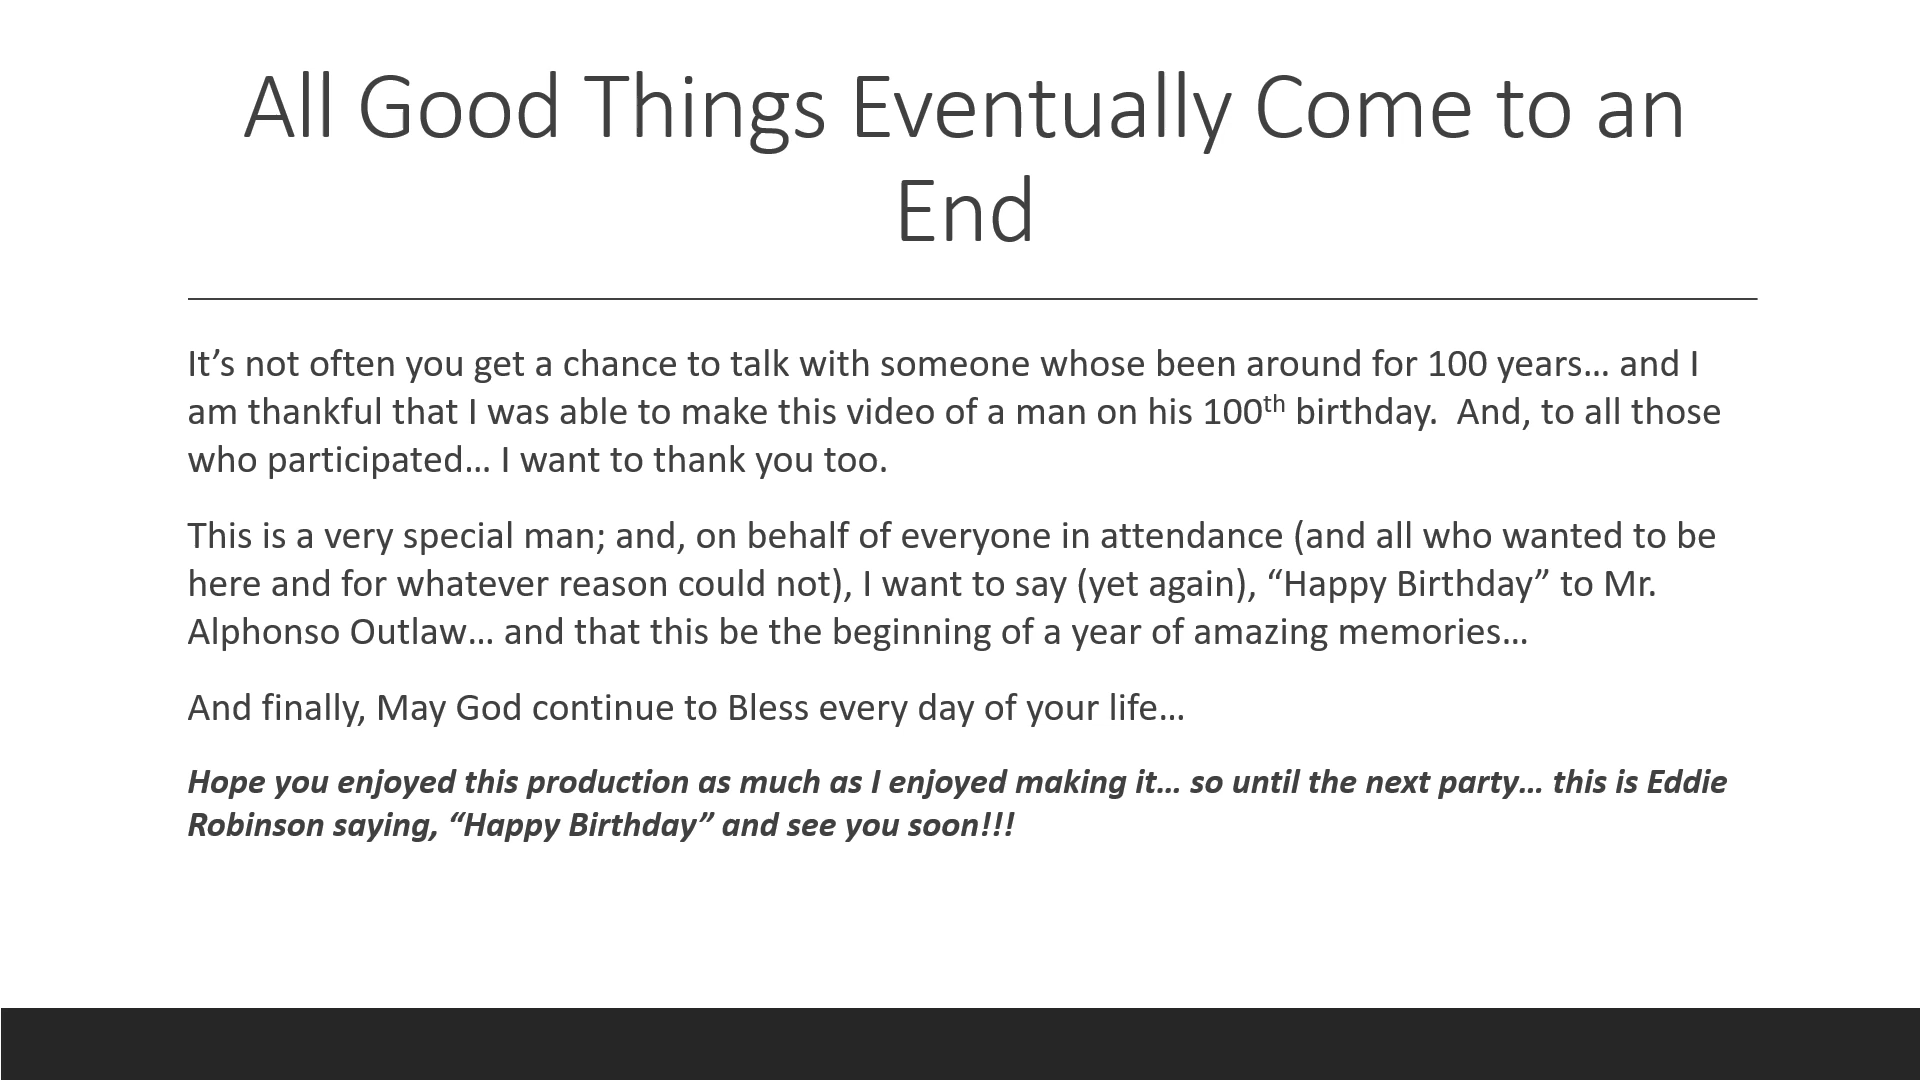 All Good Things Eventually Come to an
End
It’s not often you get a chance to talk with someone whose been around for 100 years… and I
am thankful that I was able to make this video of a man on his 100th birthday.  And, to all those
who participated… I want to thank you too.
This is a very special man; and, on behalf of everyone in attendance (and all who wanted to be
here and for whatever reason could not), I want to say (yet again), “Happy Birthday” to Mr.
Alphonso Outlaw… and that this be the beginning of a year of amazing memories…
And finally, May God continue to Bless every day of your life…
Hope you enjoyed this production as much as I enjoyed making it… so until the next party… this is Eddie
Robinson saying, “Happy Birthday” and see you soon!!!